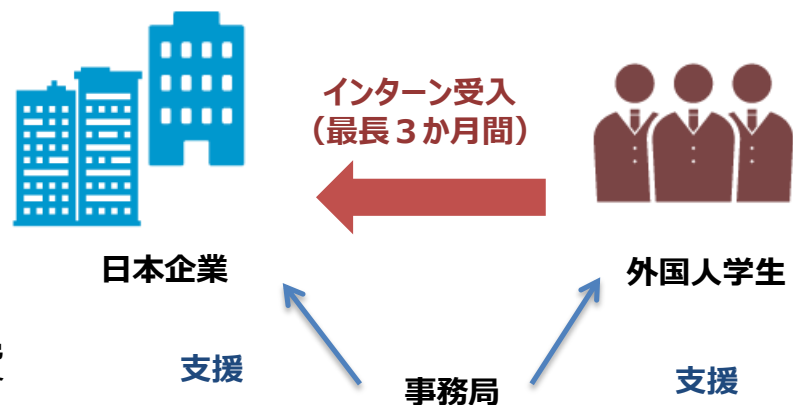 インターン受入
（最長３か月間）
日本企業
外国人学生
支援
事務局
支援